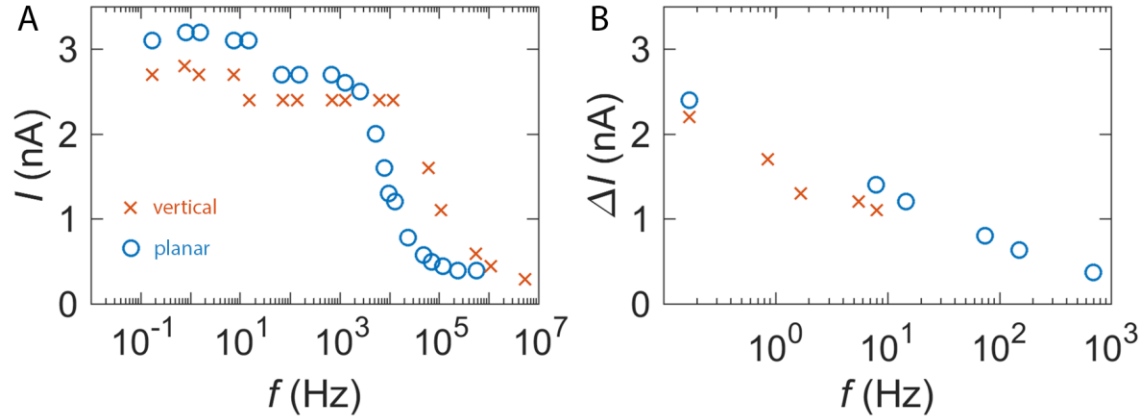 A
I (nA)
3
2
1
0
vertical
planar
10^-1 10^1 10^3 10^5 10^7
f (Hz)
B
ΔI (nA)
3
2
1
0
10^0 10^1 10^2 10^3
f (Hz)